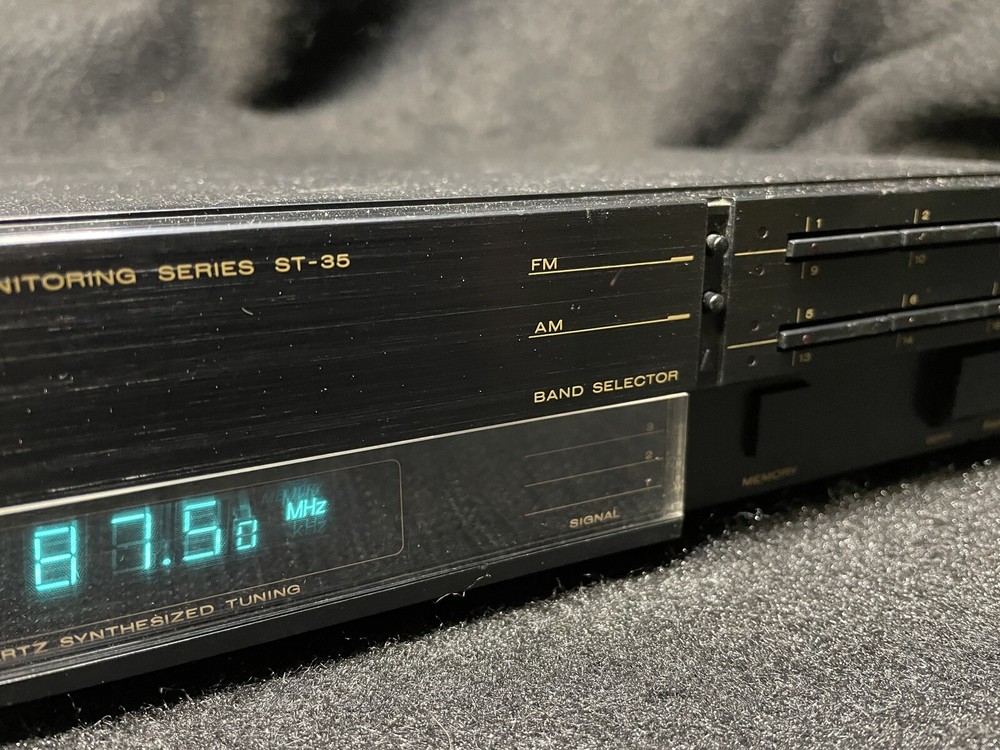 NITORING SERIES ST-35
FM
AM
BAND SELECTOR
1 2
9 10
5 6
13 14
MEMORY
87.50 MHz
3
2
1
SIGNAL
RTZ SYNTHESIZED TUNING